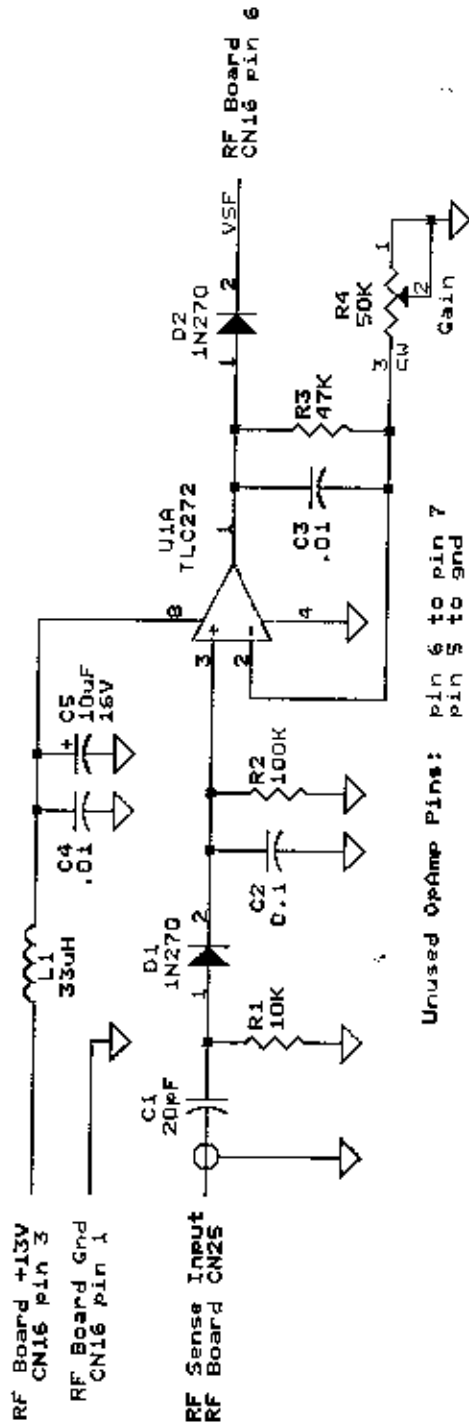 RF Board +13V
CN16 pin 3
L1
33uH
C4
.01
+
C5
10uF
16V
RF Board Gnd
CN16 pin 1
RF Sense Input
RF Board CN25
C1
20pF
R1
10K
1
D1
1N270
2
C2
0.1
R2
100K
3
2
+
-
8
4
U1A
TLC272
1
C3
.01
R3
47K
1
D2
1N270
2
VSF
RF Board
CN16 pin 6
3
CW
R4
50K
2
1
Gain
Unused OpAmp Pins: pin 6 to pin 7
pin 5 to gnd